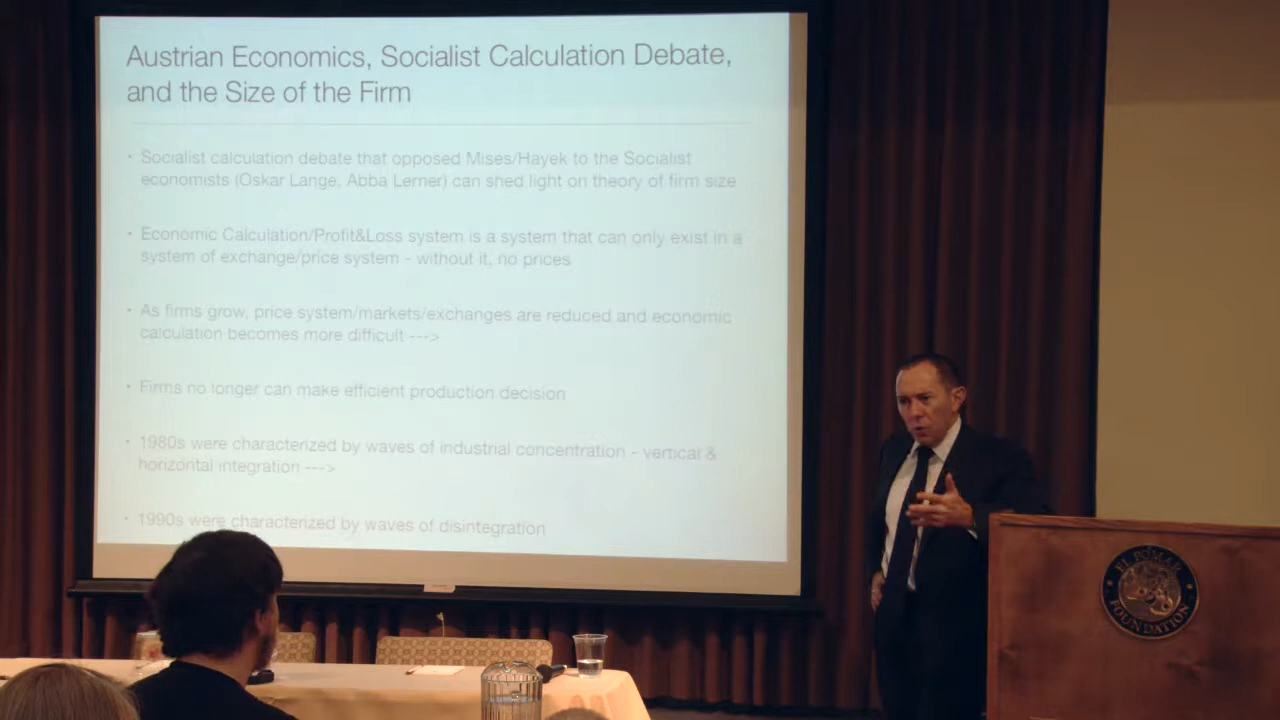 Austrian Economics, Socialist Calculation Debate,
and the Size of the Firm
• Socialist calculation debate that opposed Mises/Hayek to the Socialist
economists (Oskar Lange, Abba Lerner) can shed light on theory of firm size
• Economic Calculation/Profit&Loss system is a system that can only exist in a
system of exchange/price system - without it, no prices
• As firms grow, price system/markets/exchanges are reduced and economic
calculation becomes more difficult --->
• Firms no longer can make efficient production decision
• 1980s were characterized by waves of industrial concentration - vertical &
horizontal integration --->
• 1990s were characterized by waves of disintegration
EL POMAR
FOUNDATION